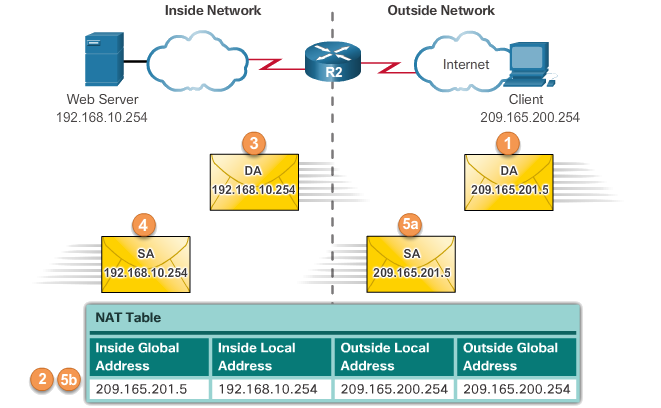 Inside Network
Outside Network
R2
Internet
Web Server
192.168.10.254
Client
209.165.200.254
3
1
DA
192.168.10.254
DA
209.165.201.5
4
5a
SA
192.168.10.254
SA
209.165.201.5
NAT Table
Inside Global Address
Inside Local Address
Outside Local Address
Outside Global Address
2
5b
209.165.201.5
192.168.10.254
209.165.200.254
209.165.200.254